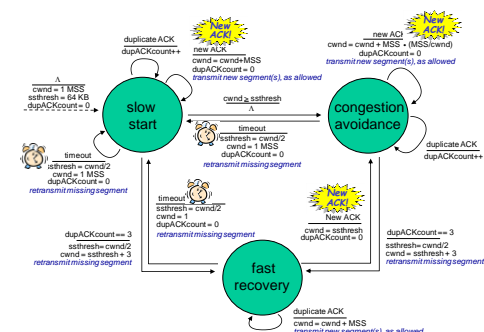 New
ACK!
duplicate ACK
dupACKcount++
new ACK
cwnd = cwnd+MSS
dupACKcount = 0
transmit new segment(s), as allowed
Λ
cwnd = 1 MSS
ssthresh = 64 KB
dupACKcount = 0
slow
start
timeout
ssthresh = cwnd/2
cwnd = 1 MSS
dupACKcount = 0
retransmit missing segment
cwnd ≥ ssthresh
Λ
timeout
ssthresh = cwnd/2
cwnd = 1 MSS
dupACKcount = 0
retransmit missing segment
New
ACK!
new ACK
cwnd = cwnd + MSS • (MSS/cwnd)
dupACKcount = 0
transmit new segment(s), as allowed
congestion
avoidance
duplicate ACK
dupACKcount++
timeout
ssthresh = cwnd/2
cwnd = 1
dupACKcount = 0
retransmit missing segment
New
ACK!
New ACK
cwnd = ssthresh
dupACKcount = 0
dupACKcount == 3
ssthresh= cwnd/2
cwnd = ssthresh + 3
retransmit missing segment
dupACKcount == 3
ssthresh= cwnd/2
cwnd = ssthresh + 3
retransmit missing segment
fast
recovery
duplicate ACK
cwnd = cwnd + MSS
transmit new segment(s), as allowed